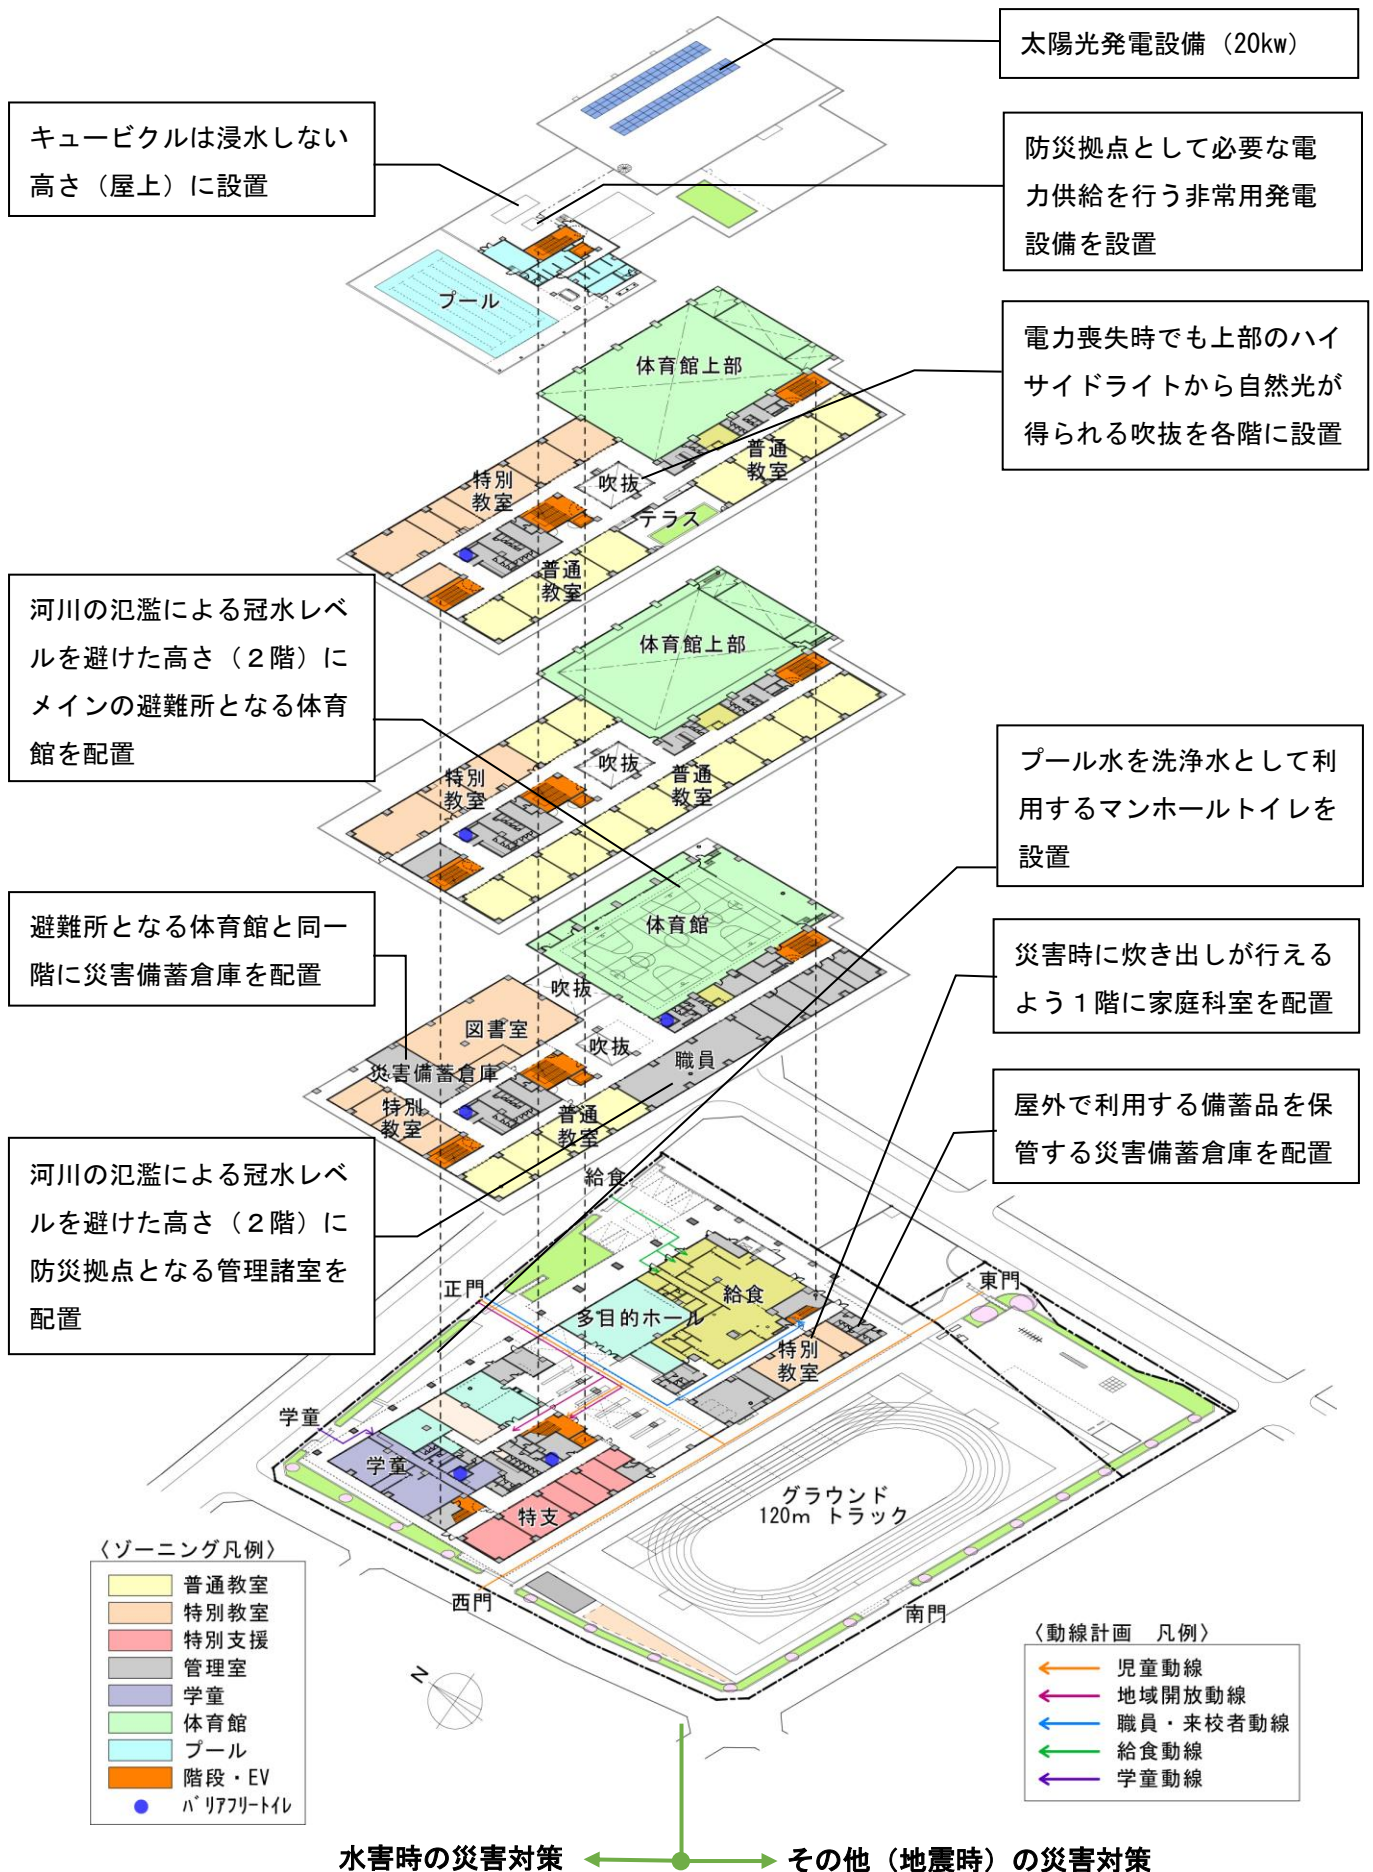 太陽光発電設備（20kw）
キュービクルは浸水しない
高さ（屋上）に設置
防災拠点として必要な電
力供給を行う非常用発電
設備を設置
プール
電力喪失時でも上部のハイ
サイドライトから自然光が
得られる吹抜を各階に設置
体育館上部
普通
教室
特別
教室
吹抜
テラス
普通
教室
河川の氾濫による冠水レベ
ルを避けた高さ（２階）に
メインの避難所となる体育
館を配置
体育館上部
吹抜
特別
教室
普通
教室
プール水を洗浄水として利
用するマンホールトイレを
設置
避難所となる体育館と同一
階に災害備蓄倉庫を配置
体育館
吹抜
図書室
吹抜
職員
災害備蓄倉庫
特別
教室
普通
教室
災害時に炊き出しが行える
よう１階に家庭科室を配置
屋外で利用する備蓄品を保
管する災害備蓄倉庫を配置
河川の氾濫による冠水レベ
ルを避けた高さ（２階）に
防災拠点となる管理諸室を
配置
給食
正門
東門
給食
多目的ホール
特別
教室
学童
学童
特支
グラウンド
120m トラック
西門
南門
N
〈ゾーニング凡例〉
普通教室
特別教室
特別支援
管理室
学童
体育館
プール
階段・EV
ﾊﾞﾘｱﾌﾘｰﾄｲﾚ
〈動線計画　凡例〉
児童動線
地域開放動線
職員・来校者動線
給食動線
学童動線
水害時の災害対策
その他（地震時）の災害対策